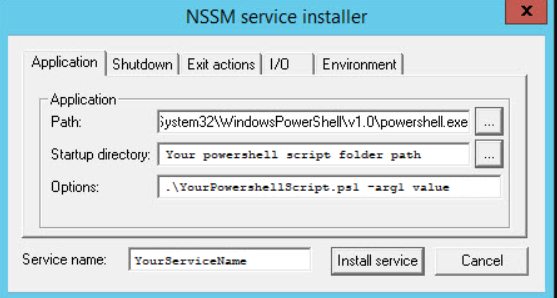 NSSM service installer
x
Application Shutdown Exit actions I/O Environment
Application
Path: System32\WindowsPowerShell\v1.0\powershell.exe ...
Startup directory: Your powershell script folder path ...
Options: .\YourPowershellScript.ps1 -arg1 value
Service name: YourServiceName Install service Cancel